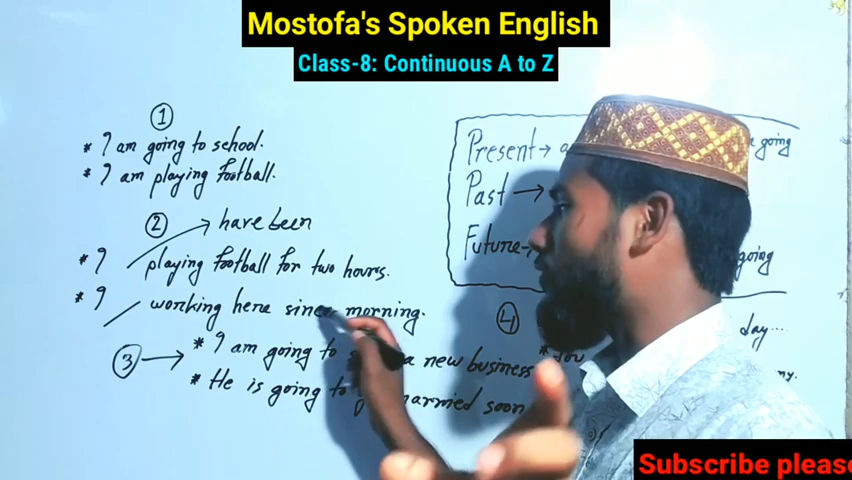 Mostofa's Spoken English
Class-8: Continuous A to Z
①
* I am going to school.
* I am playing football.
② have been
* I playing football for two hours.
* I working here since morning.
③ → * I am going to a new business
* He is going to married soon
Present →
going
Past →
Future
going
④
* You
day...
Subscribe please